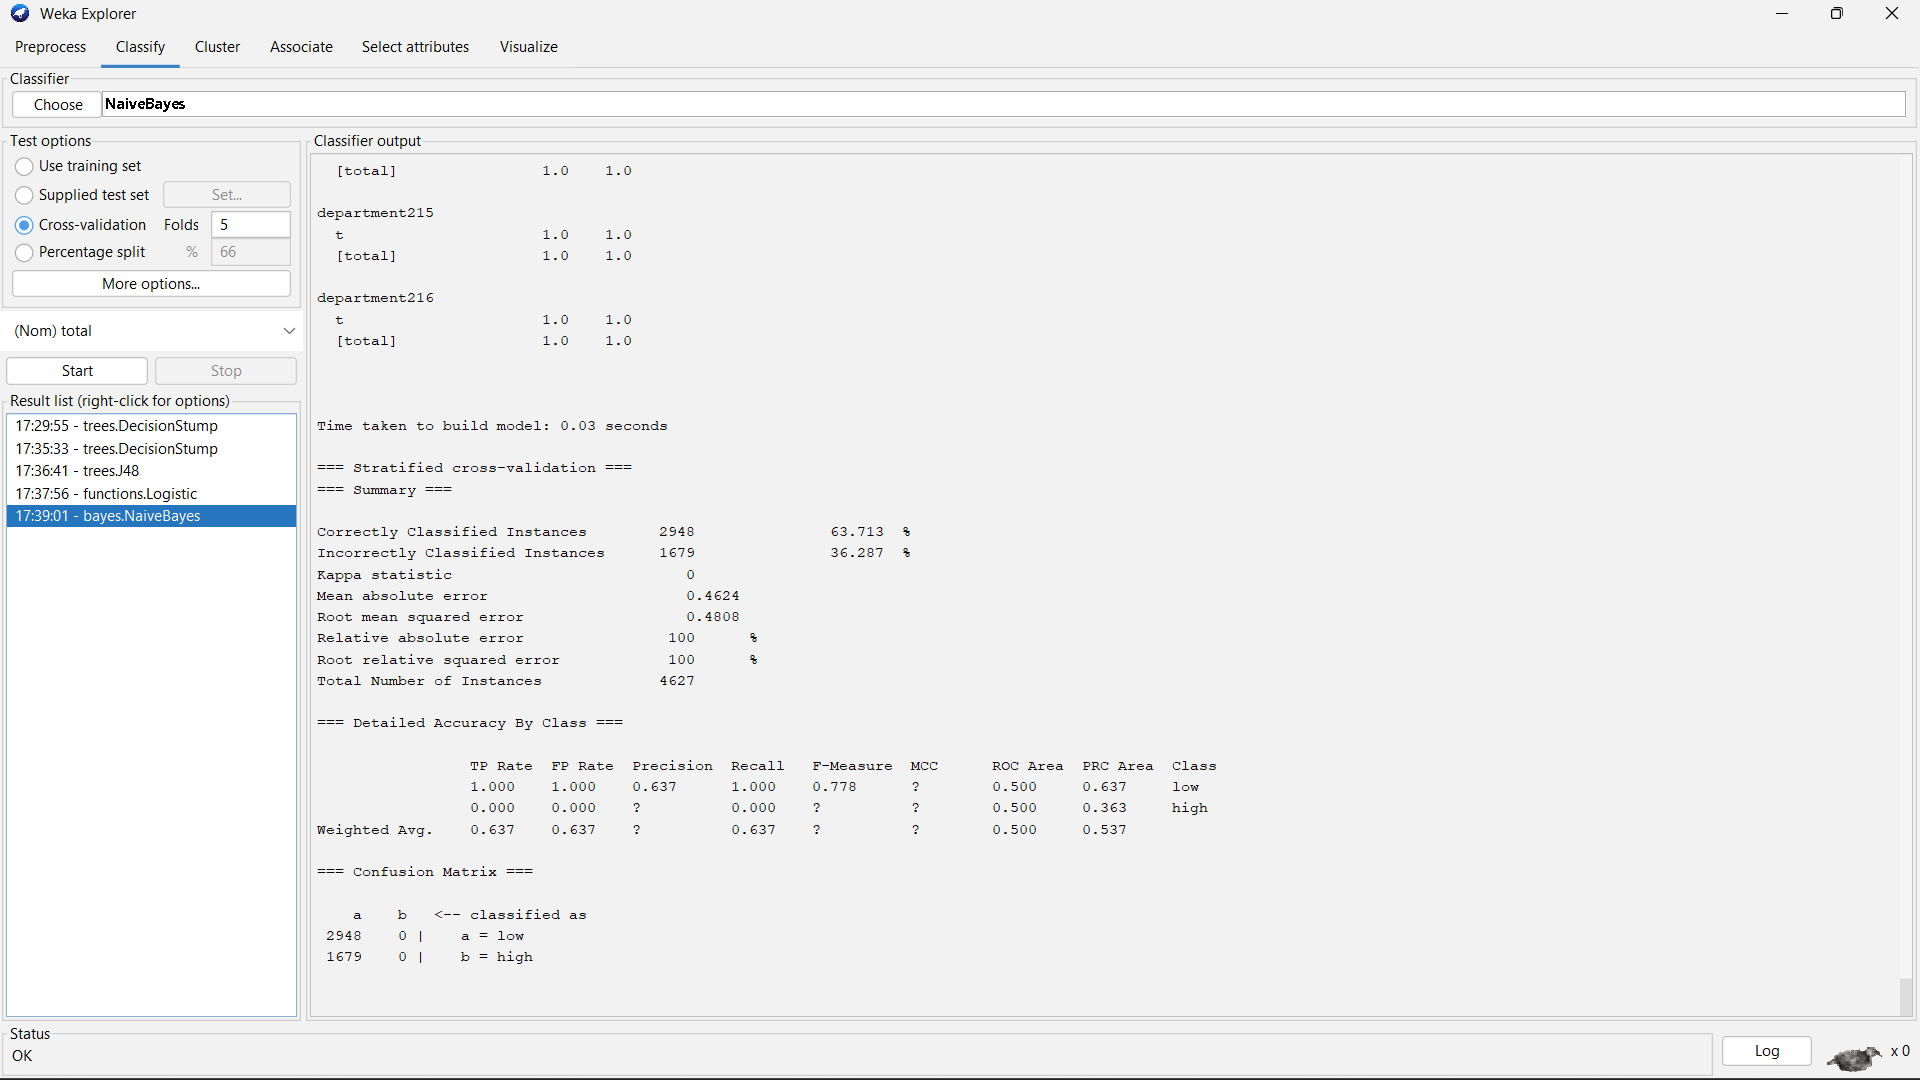 Weka Explorer
Preprocess Classify Cluster Associate Select attributes Visualize
Classifier
Choose NaiveBayes
Test options
Use training set
Supplied test set Set...
Cross-validation Folds 5
Percentage split % 66
More options...
(Nom) total
Start Stop
Result list (right-click for options)
17:29:55 - trees.DecisionStump
17:35:33 - trees.DecisionStump
17:36:41 - trees.J48
17:37:56 - functions.Logistic
17:39:01 - bayes.NaiveBayes
Classifier output
[total] 1.0 1.0
department215
t 1.0 1.0
[total] 1.0 1.0
department216
t 1.0 1.0
[total] 1.0 1.0
Time taken to build model: 0.03 seconds
=== Stratified cross-validation ===
=== Summary ===
Correctly Classified Instances 2948 63.713 %
Incorrectly Classified Instances 1679 36.287 %
Kappa statistic 0
Mean absolute error 0.4624
Root mean squared error 0.4808
Relative absolute error 100 %
Root relative squared error 100 %
Total Number of Instances 4627
=== Detailed Accuracy By Class ===
TP Rate FP Rate Precision Recall F-Measure MCC ROC Area PRC Area Class
1.000 1.000 0.637 1.000 0.778 ? 0.500 0.637 low
0.000 0.000 ? 0.000 ? ? 0.500 0.363 high
Weighted Avg. 0.637 0.637 ? 0.637 ? ? 0.500 0.537
=== Confusion Matrix ===
a b <-- classified as
2948 0 | a = low
1679 0 | b = high
Status
OK
Log x 0